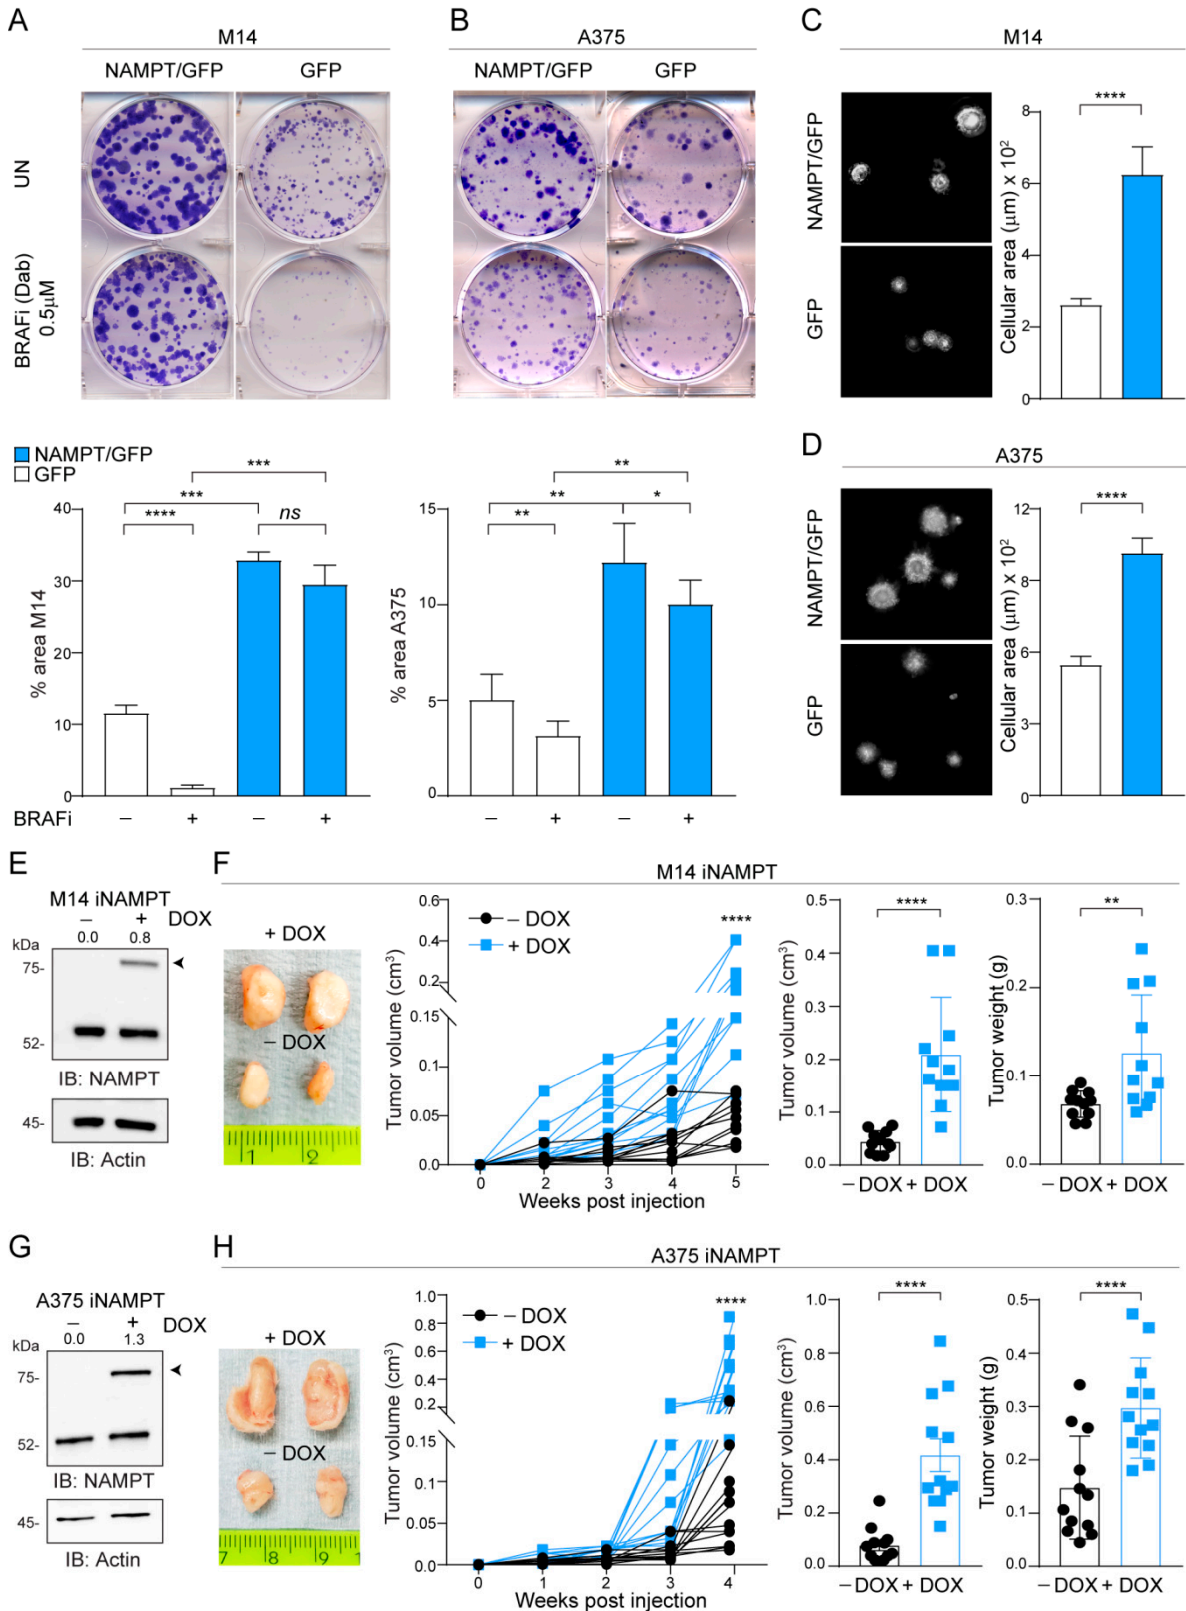 A
M14
NAMPT/GFP GFP
UN
BRAFi (Dab)
0.5µM
B
A375
NAMPT/GFP GFP
C
M14
NAMPT/GFP
GFP
****
Cellular area (µm) x 10²
8
6
4
2
0
NAMPT/GFP
GFP
*** 
***
****
ns
% area M14
40
30
20
10
0
BRAFi – + – +
**
**
*
**
% area A375
15
10
5
0
– + – +
D
A375
NAMPT/GFP
GFP
****
Cellular area (µm) x 10²
12
8
6
3
0
E
M14 iNAMPT
– + DOX
0.0 0.8
kDa
75-
52-
IB: NAMPT
45-
IB: Actin
F
M14 iNAMPT
+ DOX
– DOX
1 2
– DOX
+ DOX
****
Tumor volume (cm³)
0.6
0.4
0.2
0.15
0.1
0.05
0.0
0 2 3 4 5
Weeks post injection
****
Tumor volume (cm³)
0.5
0.4
0.3
0.2
0.1
0.0
– DOX + DOX
**
Tumor weight (g)
0.3
0.2
0.1
0.0
– DOX + DOX
G
A375 iNAMPT
– + DOX
0.0 1.3
kDa
75-
52-
IB: NAMPT
45-
IB: Actin
H
A375 iNAMPT
+ DOX
– DOX
7 8 9 1
– DOX
+ DOX
****
Tumor volume (cm³)
1.0
0.8
0.6
0.4
0.2
0.15
0.1
0.05
0.0
0 1 2 3 4
Weeks post injection
****
Tumor volume (cm³)
1.0
0.8
0.6
0.4
0.2
0.0
– DOX + DOX
****
Tumor weight (g)
0.5
0.4
0.3
0.2
0.1
0.0
– DOX + DOX